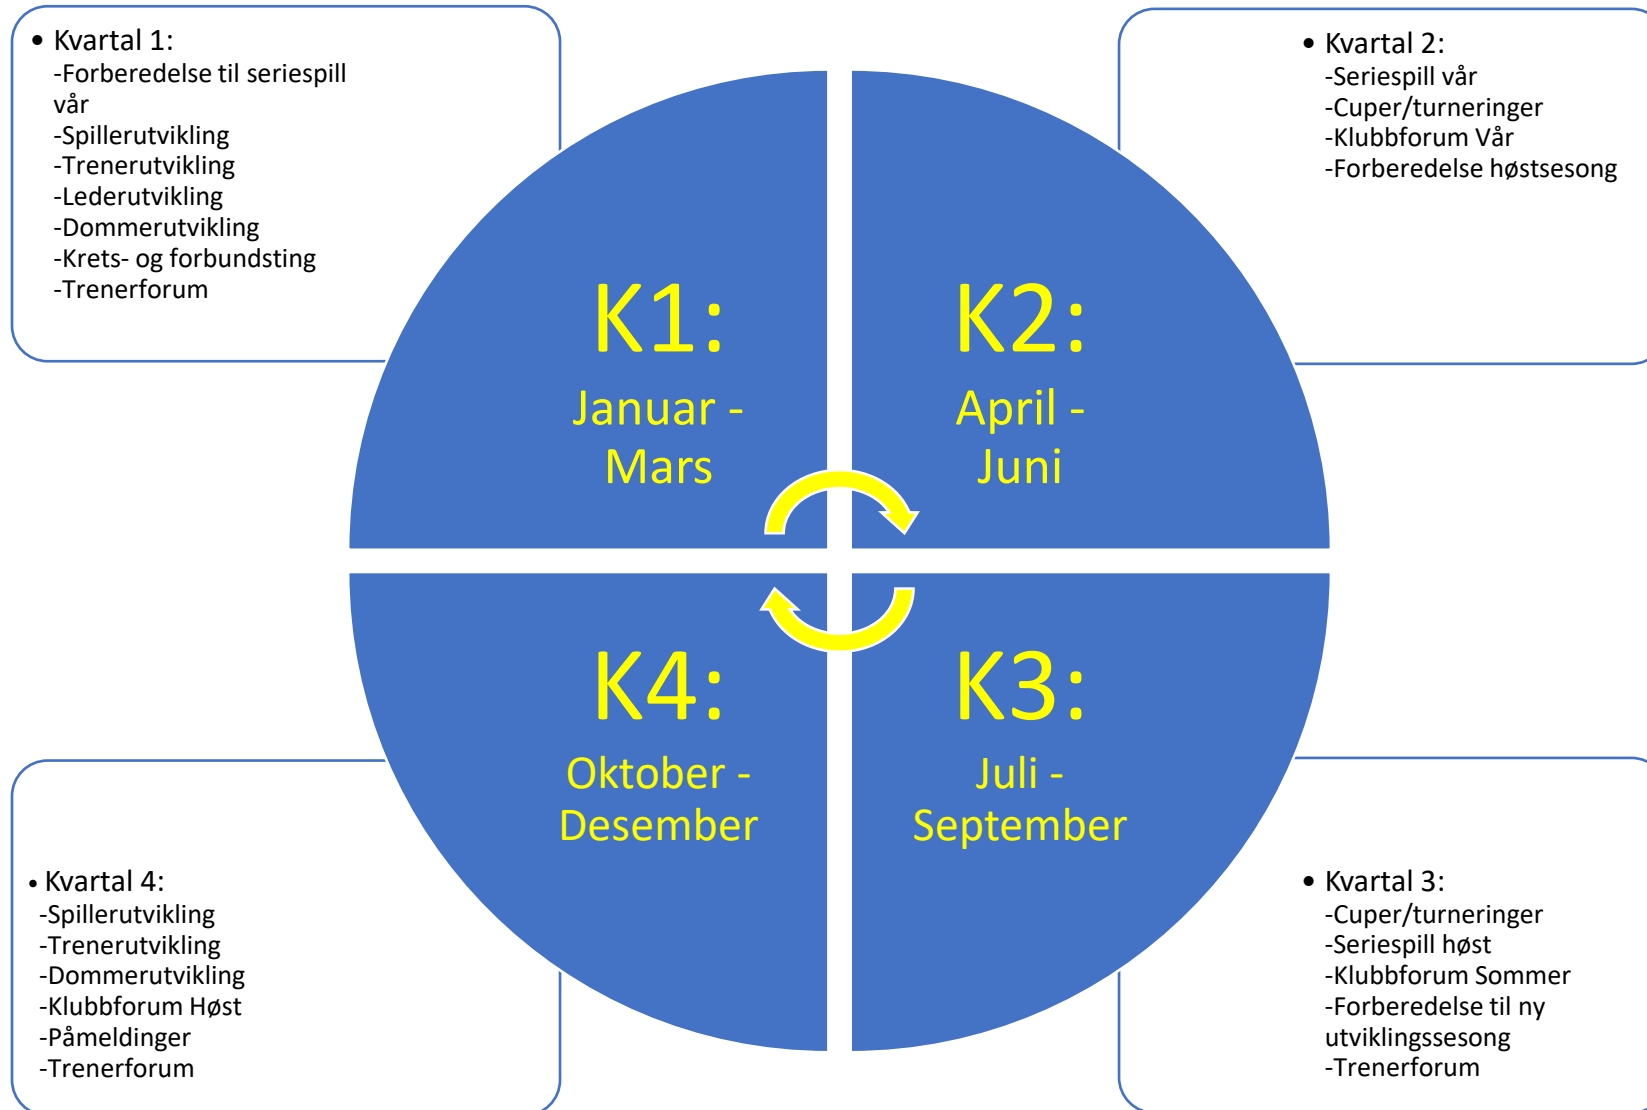 • Kvartal 1:
-Forberedelse til seriespill
vår
-Spillerutvikling
-Trenerutvikling
-Lederutvikling
-Dommerutvikling
-Krets- og forbundsting
-Trenerforum
• Kvartal 2:
-Seriespill vår
-Cuper/turneringer
-Klubbforum Vår
-Forberedelse høstsesong
K1:
Januar -
Mars
K2:
April -
Juni
K4:
Oktober -
Desember
K3:
Juli -
September
• Kvartal 4:
-Spillerutvikling
-Trenerutvikling
-Dommerutvikling
-Klubbforum Høst
-Påmeldinger
-Trenerforum
• Kvartal 3:
-Cuper/turneringer
-Seriespill høst
-Klubbforum Sommer
-Forberedelse til ny
utviklingssesong
-Trenerforum